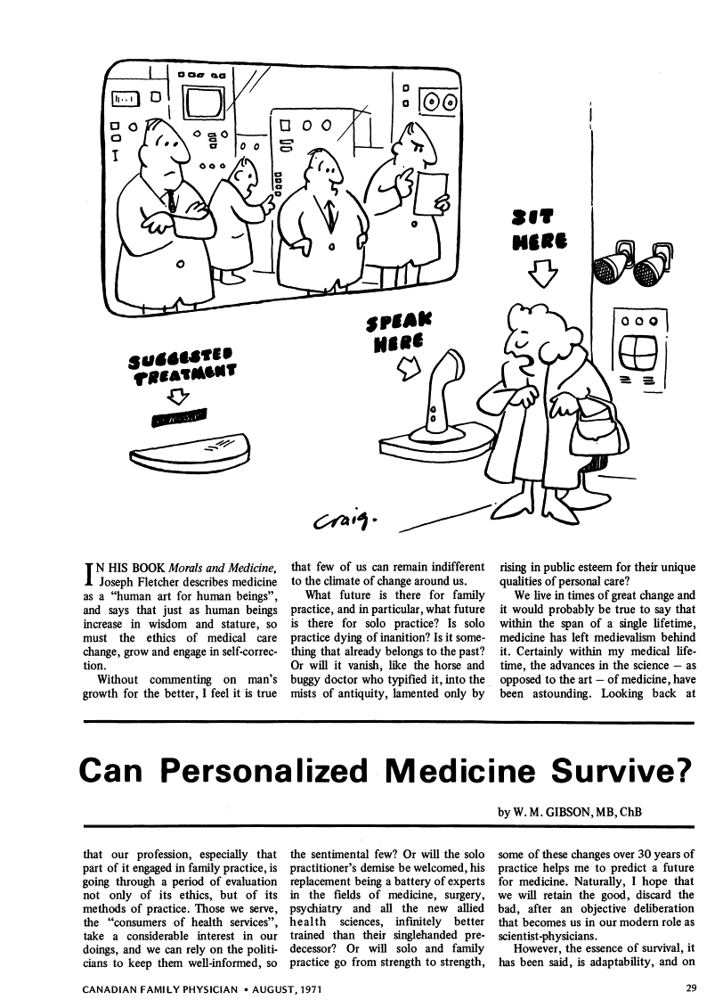 SIT
HERE
SPEAK
HERE
SUGGESTED
TREATMENT
Craig.
Can Personalized Medicine Survive?
by W. M. GIBSON, MB, ChB
IN HIS BOOK Morals and Medicine,
Joseph Fletcher describes medicine
as a “human art for human beings”,
and says that just as human beings
increase in wisdom and stature, so
must the ethics of medical care
change, grow and engage in self-correc-
tion.
Without commenting on man's
growth for the better, I feel it is true
that our profession, especially that
part of it engaged in family practice, is
going through a period of evaluation
not only of its ethics, but of its
methods of practice. Those we serve,
the “consumers of health services”,
take a considerable interest in our
doings, and we can rely on the politi-
cians to keep them well-informed, so
that few of us can remain indifferent
to the climate of change around us.
What future is there for family
practice, and in particular, what future
is there for solo practice? Is solo
practice dying of inanition? Is it some-
thing that already belongs to the past?
Or will it vanish, like the horse and
buggy doctor who typified it, into the
mists of antiquity, lamented only by
the sentimental few? Or will the solo
practitioner's demise be welcomed, his
replacement being a battery of experts
in the fields of medicine, surgery,
psychiatry and all the new allied
health sciences, infinitely better
trained than their singlehanded pre-
decessor? Or will solo and family
practice go from strength to strength,
rising in public esteem for their unique
qualities of personal care?
We live in times of great change and
it would probably be true to say that
within the span of a single lifetime,
medicine has left medievalism behind
it. Certainly within my medical life-
time, the advances in the science – as
opposed to the art – of medicine, have
been astounding. Looking back at
some of these changes over 30 years of
practice helps me to predict a future
for medicine. Naturally, I hope that
we will retain the good, discard the
bad, after an objective deliberation
that becomes us in our modern role as
scientist-physicians.
However, the essence of survival, it
has been said, is adaptability, and on
CANADIAN FAMILY PHYSICIAN • AUGUST, 1971
29